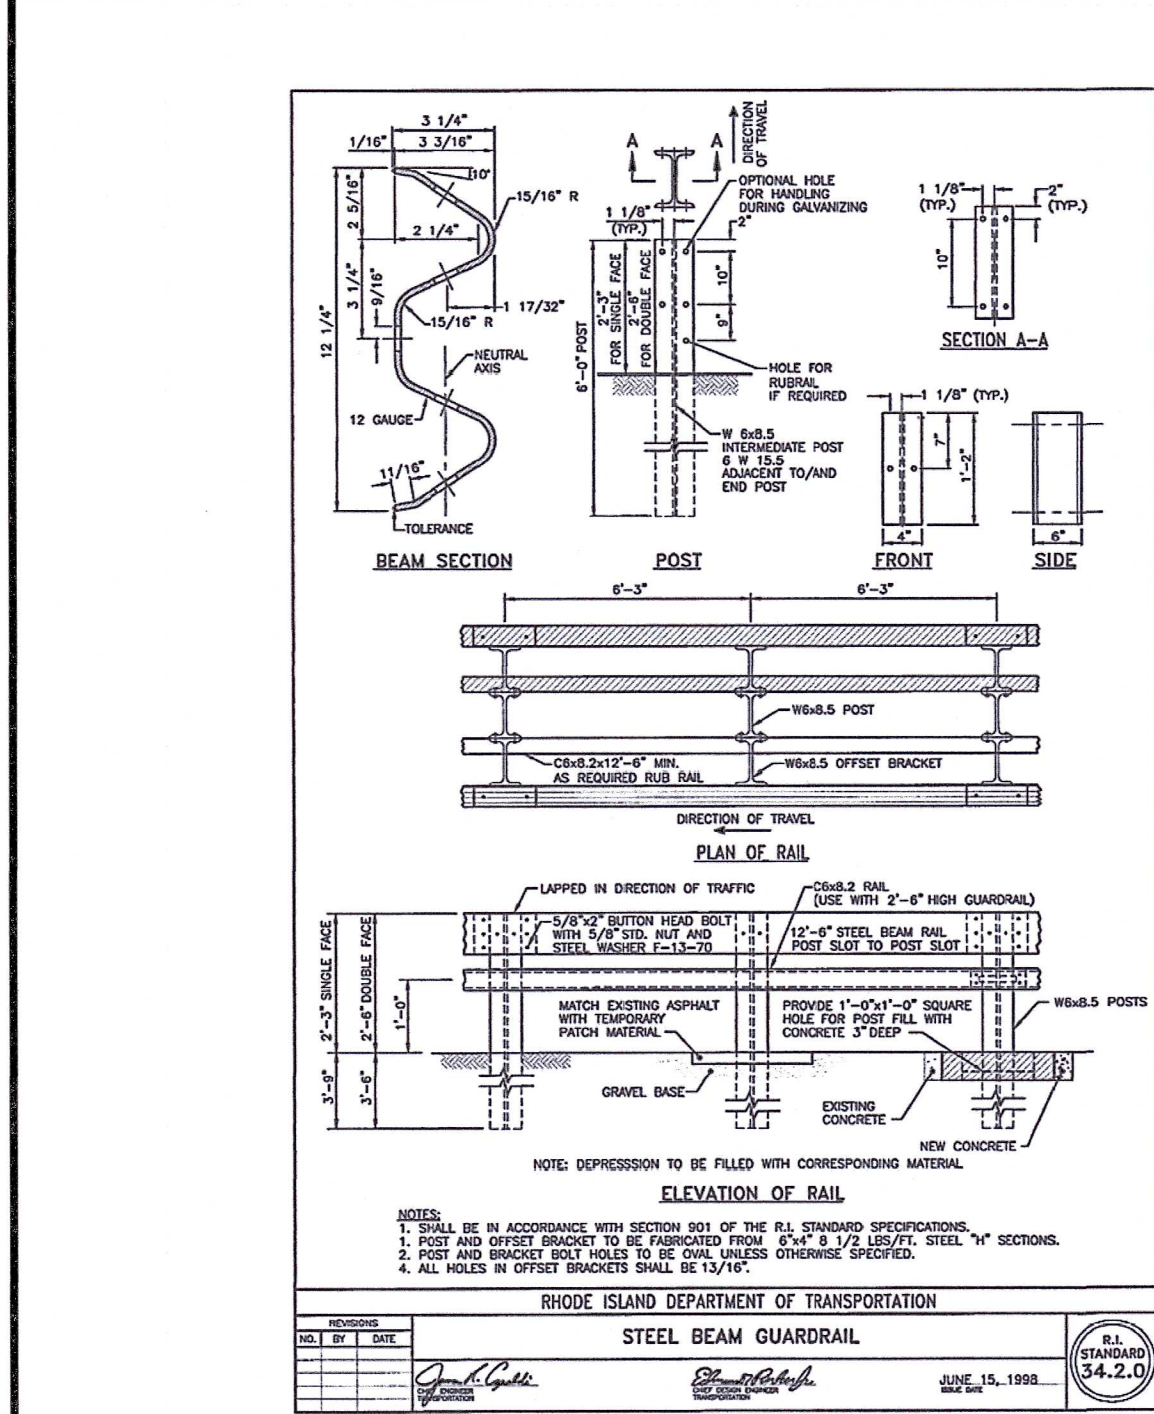 3 1/4"
1/16"
3 3/16"
10°
15/16" R
2 5/16"
2 1/4"
3 1/4"
9/16"
1 17/32"
15/16" R
12 1/4"
NEUTRAL
AXIS
12 GAUGE
11/16"
TOLERANCE
BEAM SECTION
A
A
DIRECTION
OF TRAVEL
OPTIONAL HOLE
FOR HANDLING
DURING GALVANIZING
1 1/8"
(TYP.)
2"
6'-0" POST
2'-3"
FOR SINGLE FACE
2'-6"
FOR DOUBLE FACE
10"
9"
HOLE FOR
RUBRAIL
IF REQUIRED
W 6x8.5
INTERMEDIATE POST
6 W 15.5
ADJACENT TO/AND
END POST
POST
1 1/8"
(TYP.)
2"
(TYP.)
10"
SECTION A-A
1 1/8" (TYP.)
7"
1'-2"
4"
6"
FRONT
SIDE
6'-3"
6'-3"
W6x8.5 POST
C6x8.2x12'-6" MIN.
AS REQUIRED RUB RAIL
W6x8.5 OFFSET BRACKET
DIRECTION OF TRAVEL
PLAN OF RAIL
LAPPED IN DIRECTION OF TRAFFIC
C6x8.2 RAIL
(USE WITH 2'-6" HIGH GUARDRAIL)
5/8"x2" BUTTON HEAD BOLT
WITH 5/8" STD. NUT AND
STEEL WASHER F-13-70
12'-6" STEEL BEAM RAIL
POST SLOT TO POST SLOT
2'-3" SINGLE FACE
2'-6" DOUBLE FACE
1'-0"
MATCH EXISTING ASPHALT
WITH TEMPORARY
PATCH MATERIAL
PROVIDE 1'-0"x1'-0" SQUARE
HOLE FOR POST FILL WITH
CONCRETE 3" DEEP
W6x8.5 POSTS
3'-9"
3'-6"
GRAVEL BASE
EXISTING
CONCRETE
NEW CONCRETE
NOTE: DEPRESSSION TO BE FILLED WITH CORRESPONDING MATERIAL
ELEVATION OF RAIL
NOTES:
1. SHALL BE IN ACCORDANCE WITH SECTION 901 OF THE R.I. STANDARD SPECIFICATIONS.
1. POST AND OFFSET BRACKET TO BE FABRICATED FROM 6"x4" 8 1/2 LBS/FT. STEEL "H" SECTIONS.
2. POST AND BRACKET BOLT HOLES TO BE OVAL UNLESS OTHERWISE SPECIFIED.
4. ALL HOLES IN OFFSET BRACKETS SHALL BE 13/16".
RHODE ISLAND DEPARTMENT OF TRANSPORTATION
REVISIONS
NO. BY DATE
STEEL BEAM GUARDRAIL
R.I.
STANDARD
34.2.0
CHIEF ENGINEER
TRANSPORTATION
CHIEF DESIGN ENGINEER
TRANSPORTATION
JUNE 15, 1998
ISSUE DATE